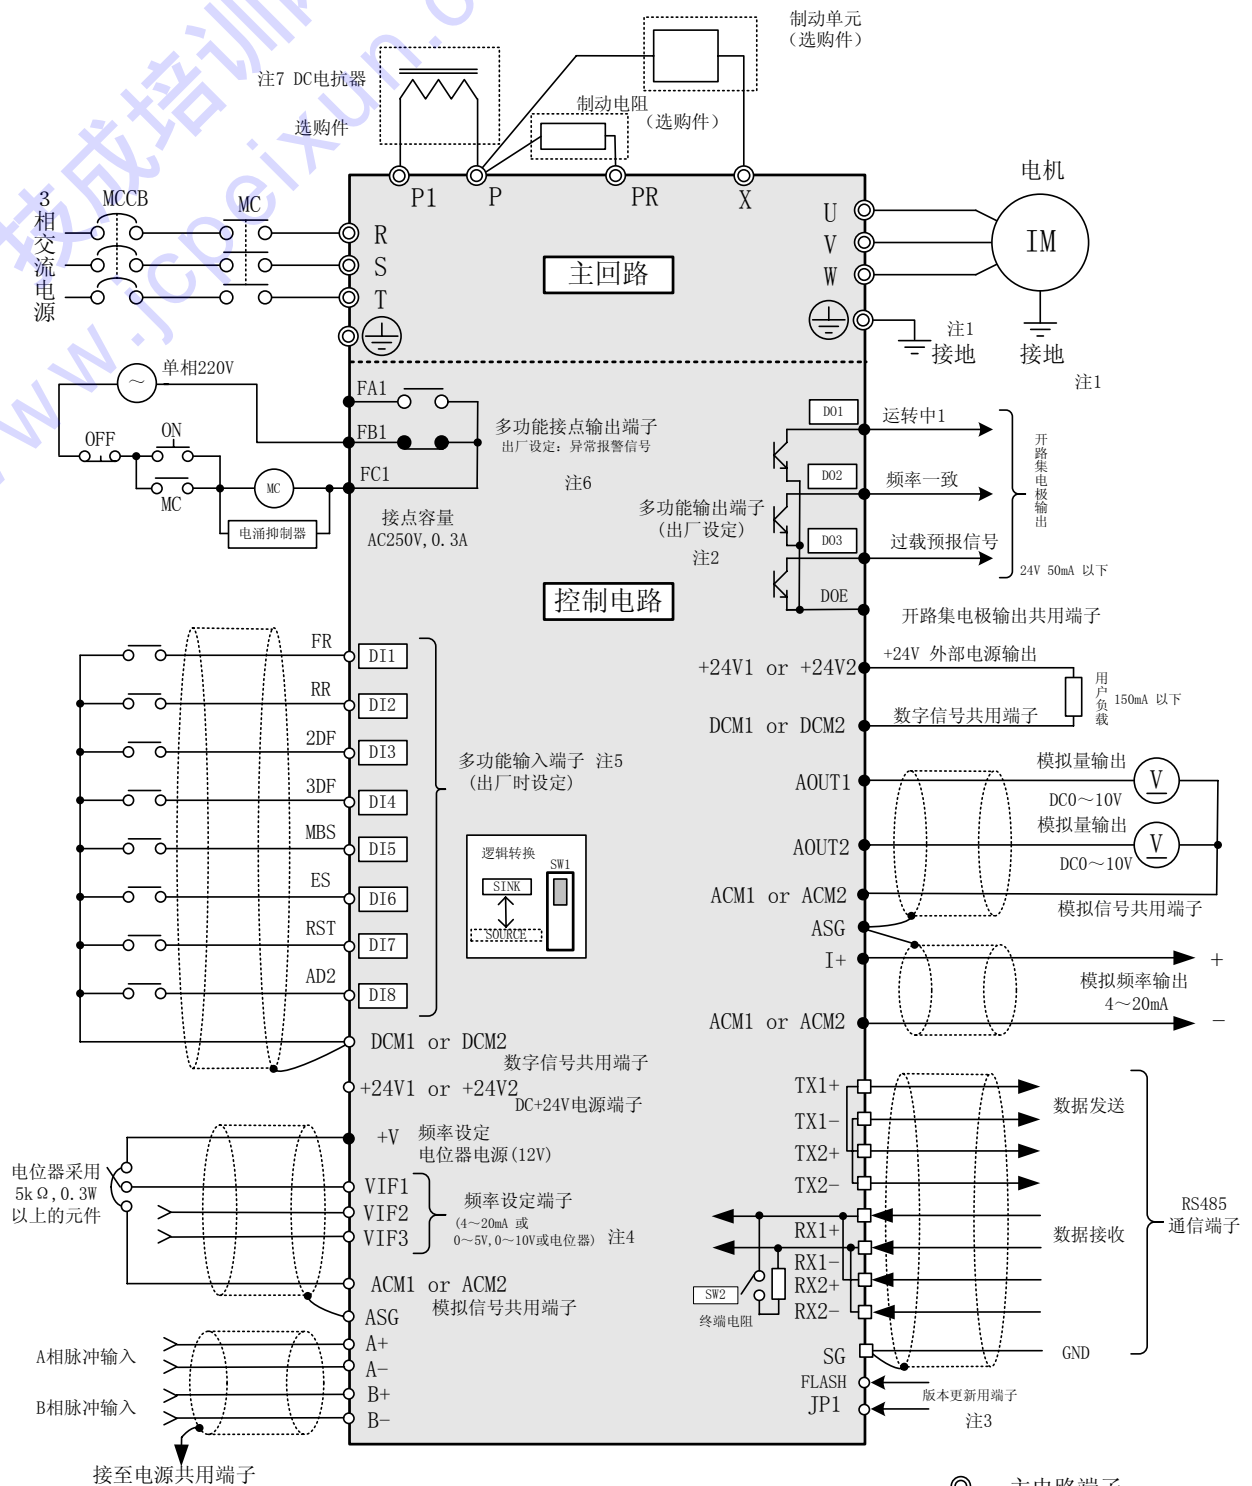 技成培训网
www.jcpeixun.c
制动单元
(选购件)
注7 DC电抗器
选购件
制动电阻
(选购件)
P1
P
PR
X
电机
IM
3相交流电源
MCCB
MC
R
S
T
U
V
W
主回路
注1
接地
接地
注1
单相220V
~
OFF
ON
MC
MC
电涌抑制器
FA1
FB1
FC1
多功能接点输出端子
出厂设定: 异常报警信号
注6
接点容量
AC250V,0.3A
DO1
DO2
DO3
DOE
多功能输出端子
(出厂设定)
注2
运转中1
频率一致
过载预报信号
开路集电极输出
24V 50mA 以下
开路集电极输出共用端子
控制电路
FR
RR
2DF
3DF
MBS
ES
RST
AD2
DI1
DI2
DI3
DI4
DI5
DI6
DI7
DI8
多功能输入端子 注5
(出厂时设定)
逻辑转换
SW1
SINK
SOURCE
DCM1 or DCM2
数字信号共用端子
+24V1 or +24V2
DC+24V电源端子
+24V1 or +24V2
+24V 外部电源输出
用户负载
150mA 以下
DCM1 or DCM2
数字信号共用端子
AOUT1
模拟量输出
V
DC0～10V
AOUT2
模拟量输出
V
DC0～10V
ACM1 or ACM2
模拟信号共用端子
ASG
I+
+
模拟频率输出
4～20mA
ACM1 or ACM2
−
电位器采用
5kΩ,0.3W
以上的元件
+V
频率设定
电位器电源(12V)
VIF1
VIF2
VIF3
频率设定端子
(4～20mA 或
0～5V,0～10V或电位器)
注4
ACM1 or ACM2
模拟信号共用端子
ASG
A相脉冲输入
A+
A-
B相脉冲输入
B+
B-
接至电源共用端子
TX1+
TX1-
TX2+
TX2-
数据发送
RX1+
RX1-
RX2+
RX2-
数据接收
RS485
通信端子
SW2
终端电阻
SG
GND
FLASH
JP1
版本更新用端子
注3
主电路端子